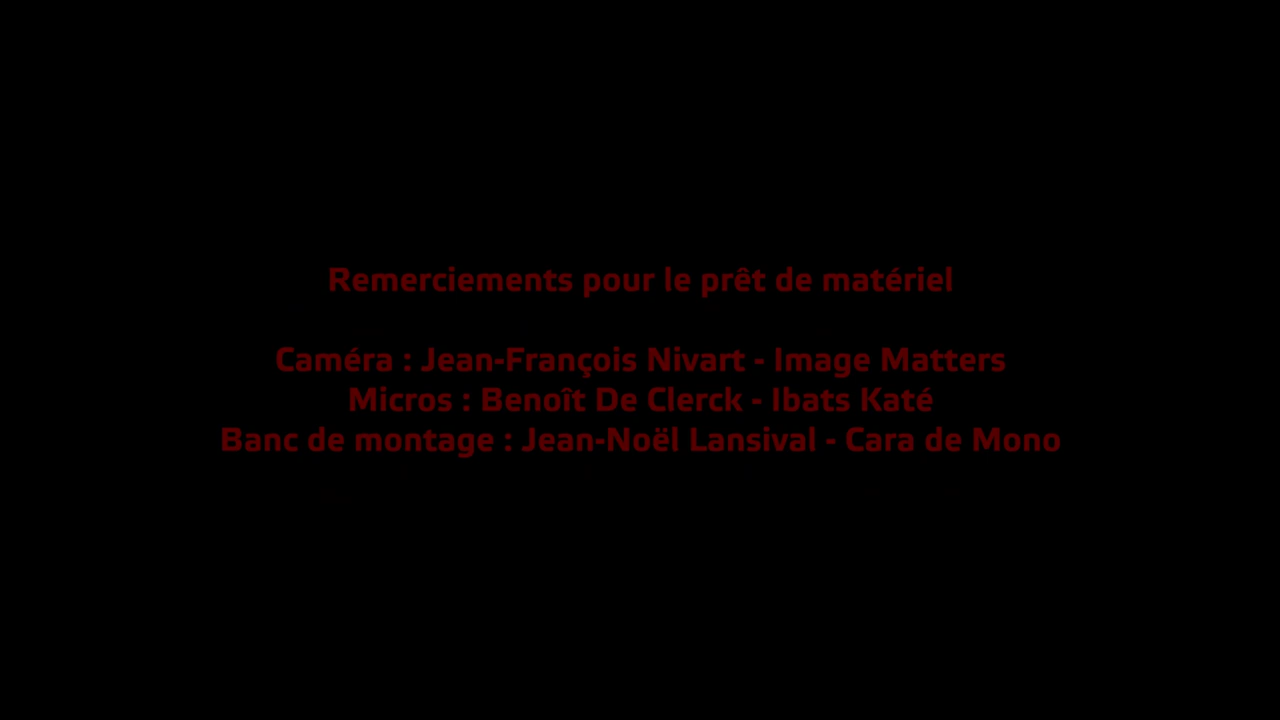 Remerciements pour le prêt de matériel
Caméra : Jean-François Nivart - Image Matters
Micros : Benoît De Clerck - Ibats Katé
Banc de montage : Jean-Noël Lansival - Cara de Mono